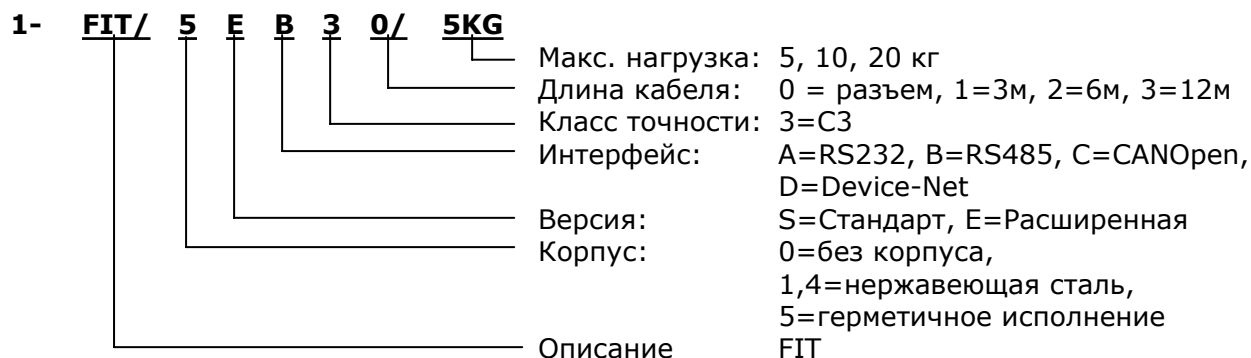 1- FIT/ 5 E B 3 0/ 5KG
Макс. нагрузка: 5, 10, 20 кг
Длина кабеля: 0 = разъем, 1=3м, 2=6м, 3=12м
Класс точности: 3=C3
Интерфейс: A=RS232, B=RS485, C=CANOpen,
D=Device-Net
Версия: S=Стандарт, E=Расширенная
Корпус: 0=без корпуса,
1,4=нержавеющая сталь,
5=герметичное исполнение
Описание FIT